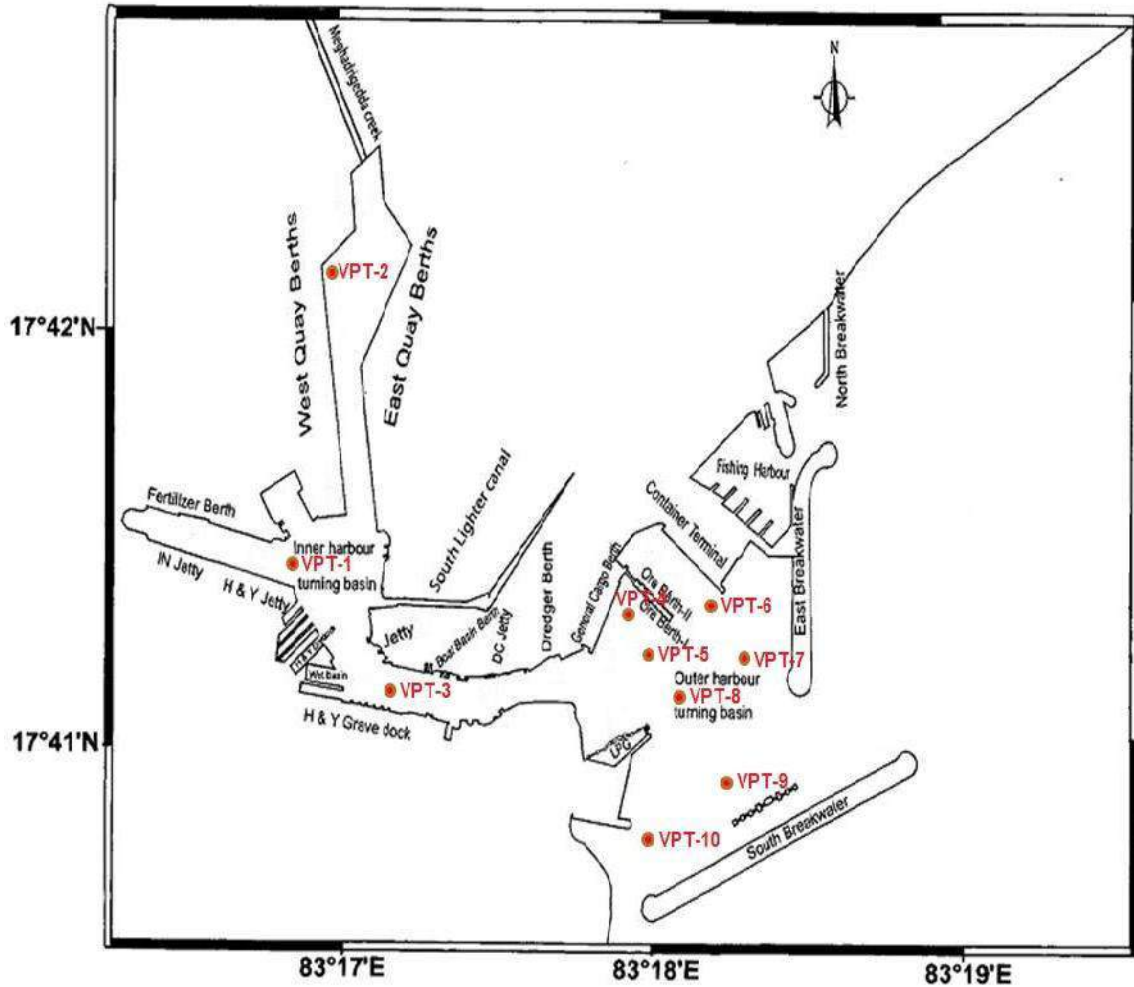 N
Meghadrigedda creek
West Quay Berths
VPT-2
East Quay Berths
17°42'N
North Breakwater
Fishing Harbour
Container Terminal
South Lighter canal
Fertilizer Berth
IN Jetty
VPT-1
Inner harbour
turning basin
H & Y Jetty
Jetty
Boat Basin Berth
DC Jetty
Dredger Berth
General Cargo Berth
Ore Berth-II
Ore Berth-I
VPT-4
VPT-6
East Breakwater
VPT-5
VPT-7
Wet Basin
VPT-3
H & Y Grave dock
VPT-8
Outer harbour
turning basin
17°41'N
LPG
VPT-9
VPT-10
South Breakwater
83°17'E
83°18'E
83°19'E